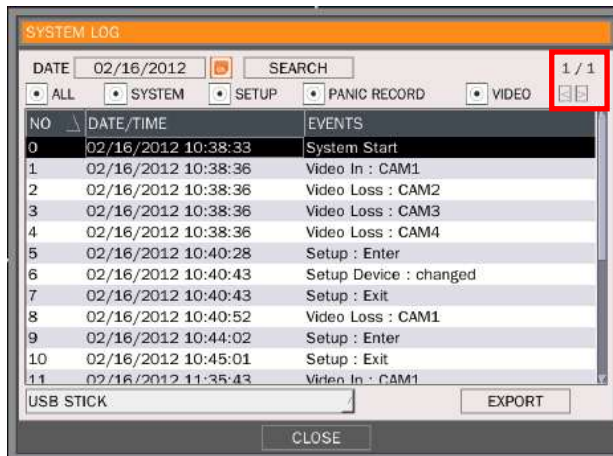 SYSTEM LOG
DATE 02/16/2012 SEARCH 1 / 1
ALL SYSTEM SETUP PANIC RECORD VIDEO < >
NO DATE/TIME EVENTS
0 02/16/2012 10:38:33 System Start
1 02/16/2012 10:38:36 Video In : CAM1
2 02/16/2012 10:38:36 Video Loss : CAM2
3 02/16/2012 10:38:36 Video Loss : CAM3
4 02/16/2012 10:38:36 Video Loss : CAM4
5 02/16/2012 10:40:28 Setup : Enter
6 02/16/2012 10:40:43 Setup Device : changed
7 02/16/2012 10:40:43 Setup : Exit
8 02/16/2012 10:40:52 Video Loss : CAM1
9 02/16/2012 10:44:02 Setup : Enter
10 02/16/2012 10:45:01 Setup : Exit
11 02/16/2012 11:35:43 Video In : CAM1
USB STICK EXPORT
CLOSE